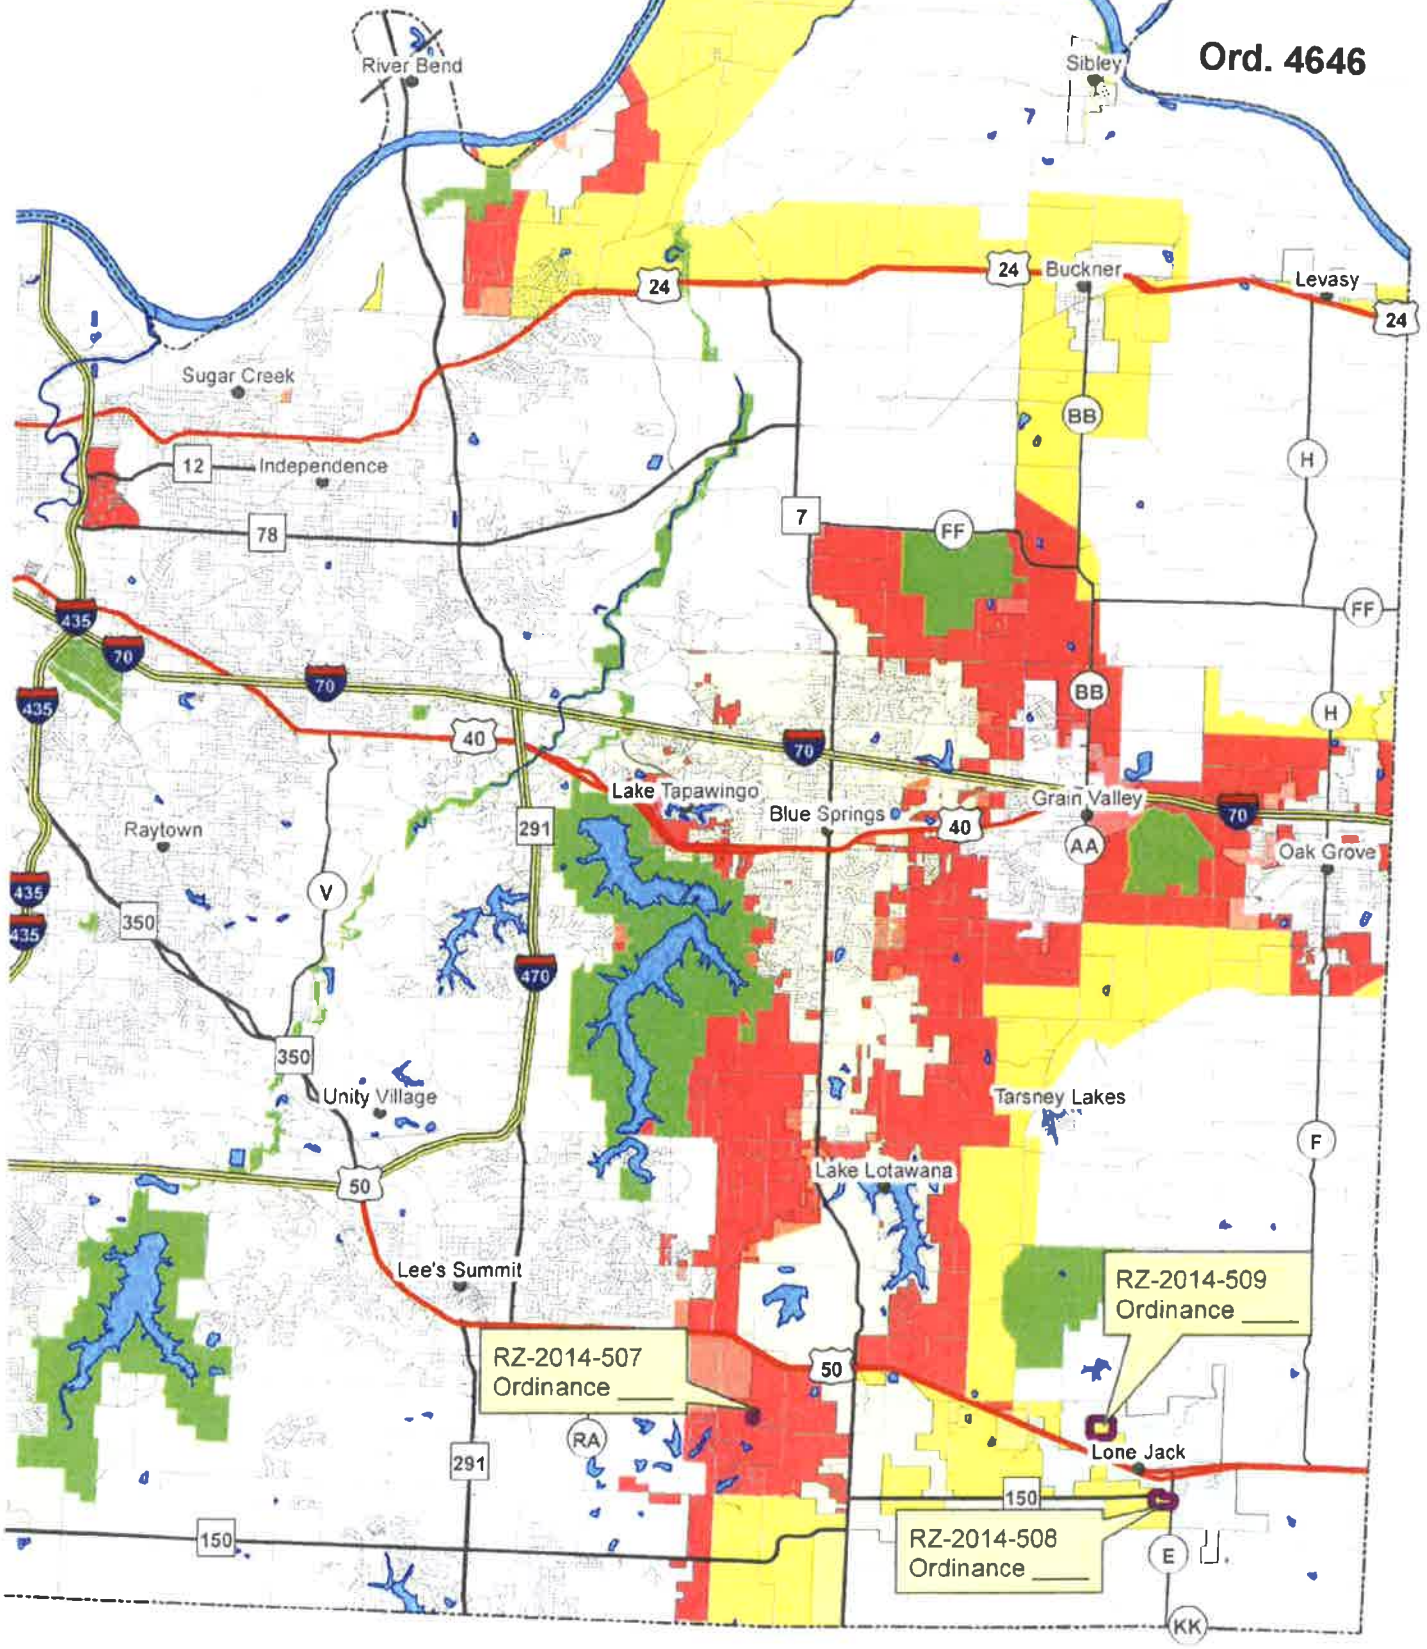 Ord. 4646
River Bend
Sibley
24
24
Buckner
Levasy
24
Sugar Creek
BB
12
Independence
H
78
7
FF
435
FF
70
70
BB
435
H
40
70
Lake Tapawingo
Grain Valley
Blue Springs
40
70
291
Raytown
AA
Oak Grove
435
V
350
435
470
350
Unity Village
Tarsney Lakes
F
Lake Lotawana
50
Lee's Summit
RZ-2014-509
Ordinance ____
RZ-2014-507
Ordinance ____
50
RA
Lone Jack
291
150
150
RZ-2014-508
Ordinance ____
E
KK